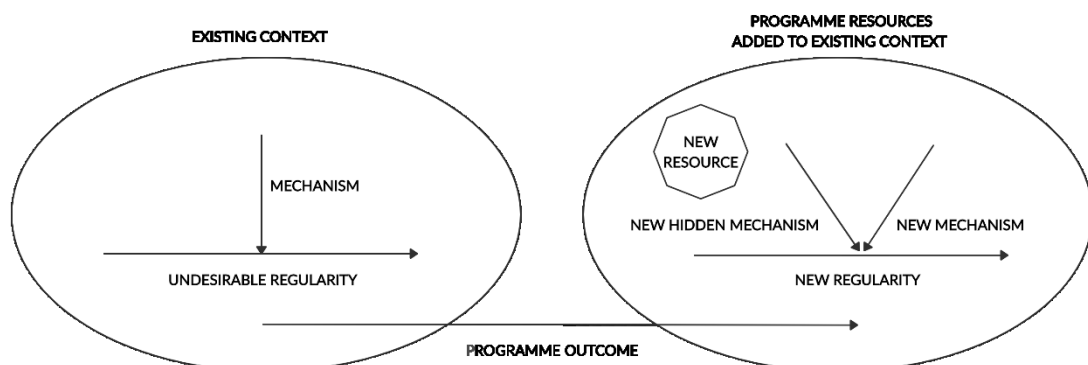 EXISTING CONTEXT
MECHANISM
UNDESIRABLE REGULARITY
PROGRAMME RESOURCES
ADDED TO EXISTING CONTEXT
NEW
RESOURCE
NEW HIDDEN MECHANISM
NEW MECHANISM
NEW REGULARITY
PROGRAMME OUTCOME